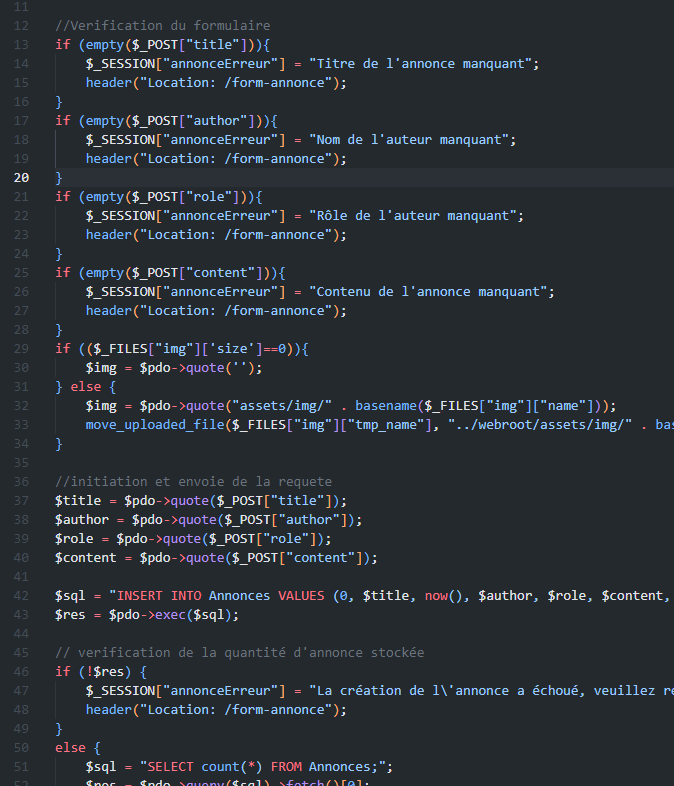 11
12 //Verification du formulaire
13 if (empty($_POST["title"])){
14 $_SESSION["annonceErreur"] = "Titre de l'annonce manquant";
15 header("Location: /form-annonce");
16 }
17 if (empty($_POST["author"])){
18 $_SESSION["annonceErreur"] = "Nom de l'auteur manquant";
19 header("Location: /form-annonce");
20 }
21 if (empty($_POST["role"])){
22 $_SESSION["annonceErreur"] = "Rôle de l'auteur manquant";
23 header("Location: /form-annonce");
24 }
25 if (empty($_POST["content"])){
26 $_SESSION["annonceErreur"] = "Contenu de l'annonce manquant";
27 header("Location: /form-annonce");
28 }
29 if (($_FILES["img"]['size']==0)){
30 $img = $pdo->quote('');
31 } else {
32 $img = $pdo->quote("assets/img/" . basename($_FILES["img"]["name"]));
33 move_uploaded_file($_FILES["img"]["tmp_name"], "../webroot/assets/img/" . bas
34 }
35
36 //initiation et envoie de la requete
37 $title = $pdo->quote($_POST["title"]);
38 $author = $pdo->quote($_POST["author"]);
39 $role = $pdo->quote($_POST["role"]);
40 $content = $pdo->quote($_POST["content"]);
41
42 $sql = "INSERT INTO Annonces VALUES (0, $title, now(), $author, $role, $content,
43 $res = $pdo->exec($sql);
44
45 // verification de la quantité d'annonce stockée
46 if (!$res) {
47 $_SESSION["annonceErreur"] = "La création de l\'annonce a échoué, veuillez re
48 header("Location: /form-annonce");
49 }
50 else {
51 $sql = "SELECT count(*) FROM Annonces;";
52 $res = $pdo->query($sql)->fetch()[0];